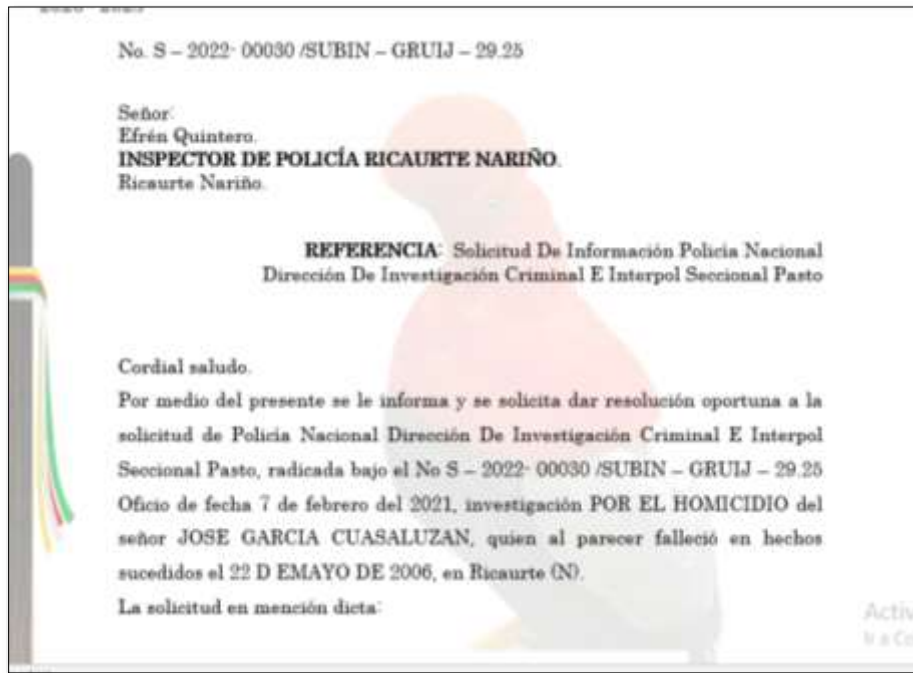 No. S – 2022- 00030 /SUBIN – GRUIJ – 29.25
Señor:
Efrén Quintero.
INSPECTOR DE POLICÍA RICAURTE NARIÑO.
Ricaurte Nariño.
REFERENCIA: Solicitud De Información Policía Nacional
Dirección De Investigación Criminal E Interpol Seccional Pasto
Cordial saludo.
Por medio del presente se le informa y se solicita dar resolución oportuna a la
solicitud de Policía Nacional Dirección De Investigación Criminal E Interpol
Seccional Pasto, radicada bajo el No S – 2022- 00030 /SUBIN – GRUIJ – 29.25
Oficio de fecha 7 de febrero del 2021, investigación POR EL HOMICIDIO del
señor JOSE GARCIA CUASALUZAN, quien al parecer falleció en hechos
sucedidos el 22 D EMAYO DE 2006, en Ricaurte (N).
La solicitud en mención dicta:
Activ
Ir a Co